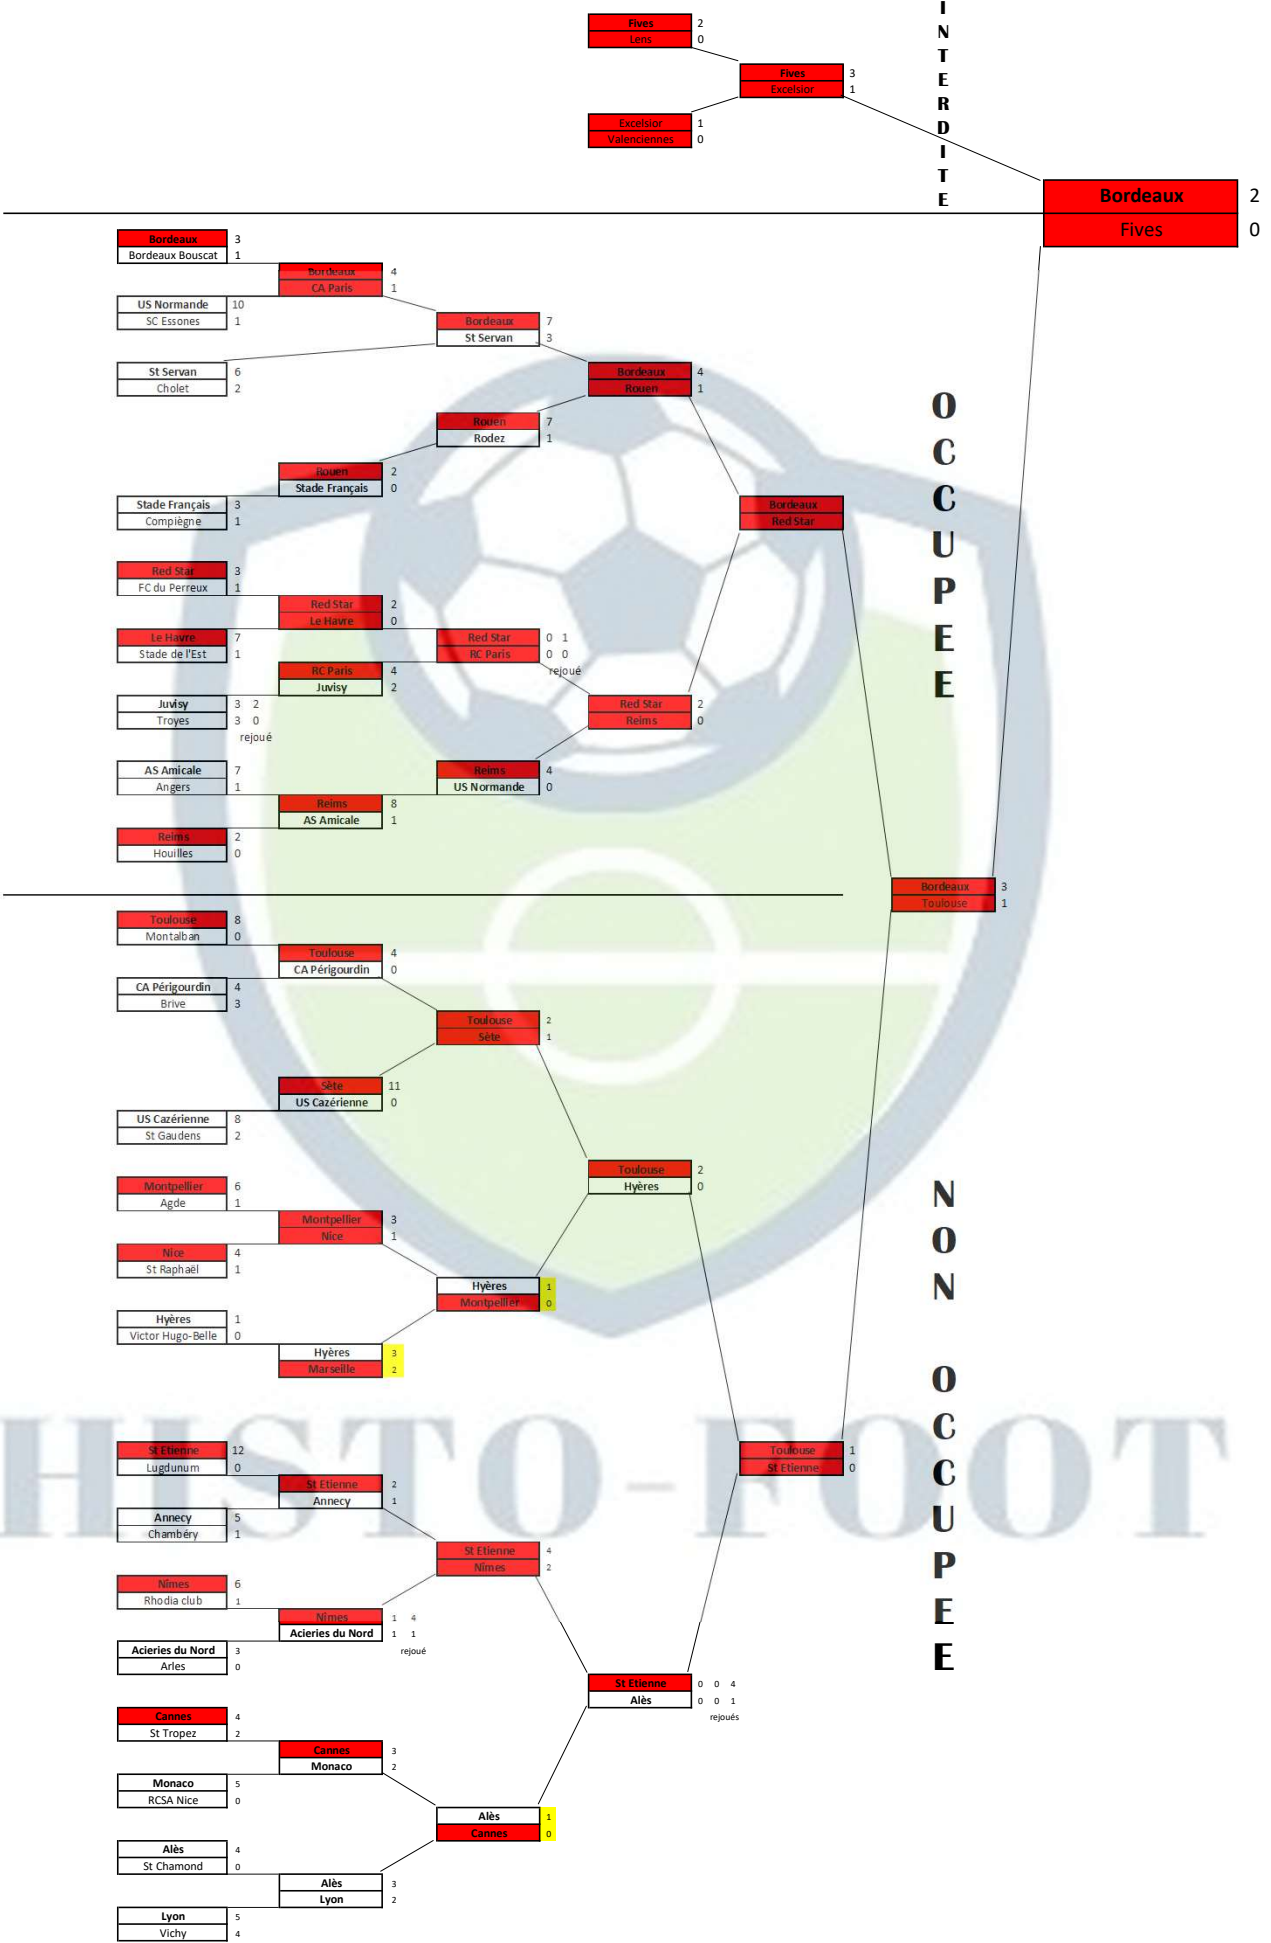 I
N
T
E
R
D
I
T
E
Fives 2
Lens 0
Fives 3
Excelsior 1
Excelsior 1
Valenciennes 0
Bordeaux 2
Fives 0
Bordeaux 3
Bordeaux Bouscat 1
Bordeaux 4
CA Paris 1
US Normande 10
SC Essones 1
Bordeaux 7
St Servan 3
St Servan 6
Cholet 2
Bordeaux 4
Rouen 1
Rouen 7
Rodez 1
Rouen 2
Stade Français 0
Stade Français 3
Compiègne 1
Bordeaux
Red Star
O
C
C
U
P
E
E
Red Star 3
FC du Perreux 1
Red Star 2
Le Havre 0
Le Havre 7
Stade de l'Est 1
Red Star 0 1
RC Paris 0 0
rejoué
RC Paris 4
Juvisy 2
Juvisy 3 2
Troyes 3 0
rejoué
Red Star 2
Reims 0
AS Amicale 7
Angers 1
Reims 4
US Normande 0
Reims 8
AS Amicale 1
Reims 2
Houilles 0
Bordeaux 3
Toulouse 1
Toulouse 8
Montalban 0
Toulouse 4
CA Périgourdin 0
CA Périgourdin 4
Brive 3
Toulouse 2
Sète 1
Sète 11
US Cazérienne 0
US Cazérienne 8
St Gaudens 2
Toulouse 2
Hyères 0
Montpellier 6
Agde 1
Montpellier 3
Nice 1
Nice 4
St Raphaël 1
Hyères 1
Montpellier 0
Hyères 1
Victor Hugo-Belle 0
Hyères 3
Marseille 2
N
O
N
O
C
C
U
P
E
E
HISTO-FOOT
St Etienne 12
Lugdunum 0
Toulouse 1
St Etienne 0
St Etienne 2
Annecy 1
Annecy 5
Chambéry 1
St Etienne 4
Nîmes 2
Nîmes 6
Rhodia club 1
Nîmes 1 4
Acieries du Nord 1 1
rejoué
Acieries du Nord 3
Arles 0
St Etienne 0 0 4
Alès 0 0 1
rejoués
Cannes 4
St Tropez 2
Cannes 3
Monaco 2
Monaco 5
RCSA Nice 0
Alès 1
Cannes 0
Alès 4
St Chamond 0
Alès 3
Lyon 2
Lyon 5
Vichy 4